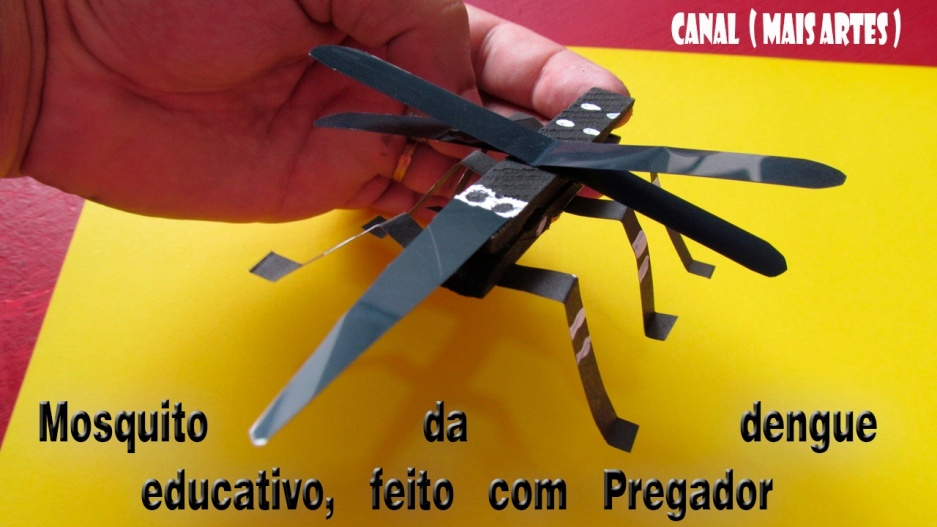 CANAL ( MAIS ARTES )
Mosquito da dengue
educativo, feito com Pregador